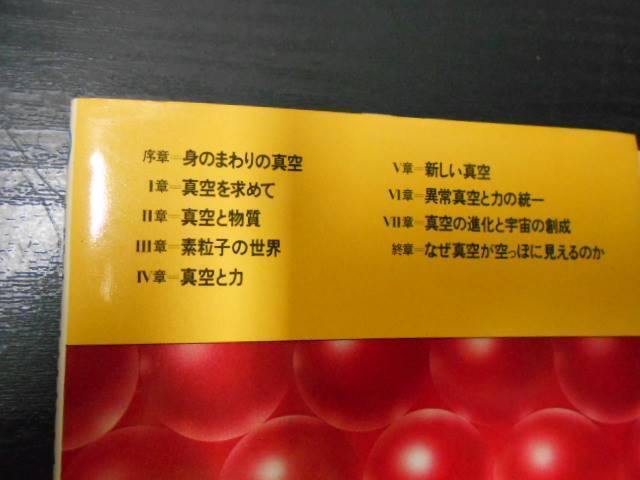 序章=身のまわりの真空
I章=真空を求めて
II章=真空と物質
III章=素粒子の世界
IV章=真空と力
V章=新しい真空
VI章=異常真空と力の統一
VII章=真空の進化と宇宙の創成
終章=なぜ真空が空っぽに見えるのか